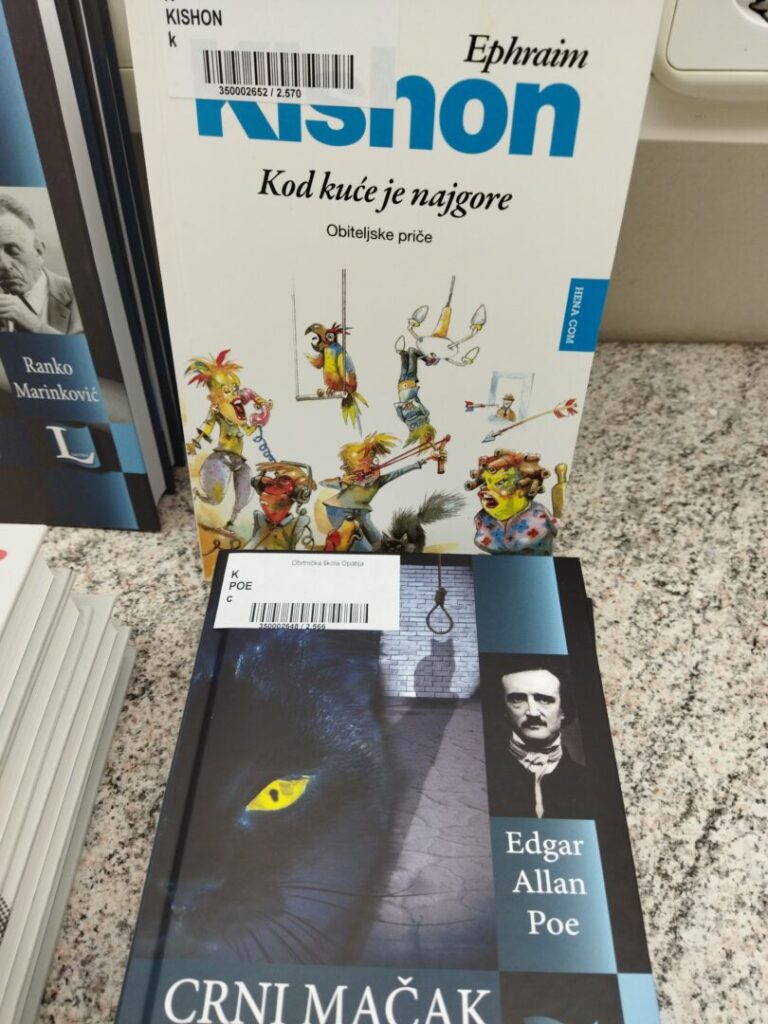 KISHON
k
350002652 / 2.570
Ephraim
Kishon
Kod kuće je najgore
Obiteljske priče
HENA COM
Ranko
Marinković
L
Obrtnička škola Opatija
K
POE
c
350002648 / 2.566
Edgar
Allan
Poe
CRNI MAČAK